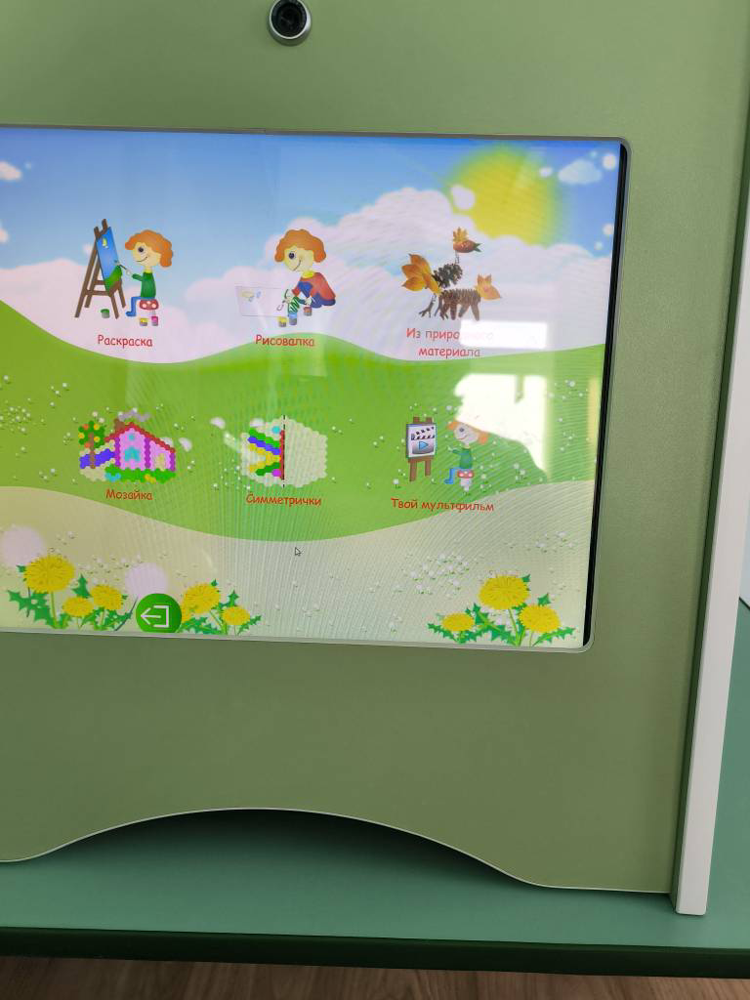 Раскраска
Рисовалка
Из природного
материала
Мозайка
Симметрички
Твой мультфильм